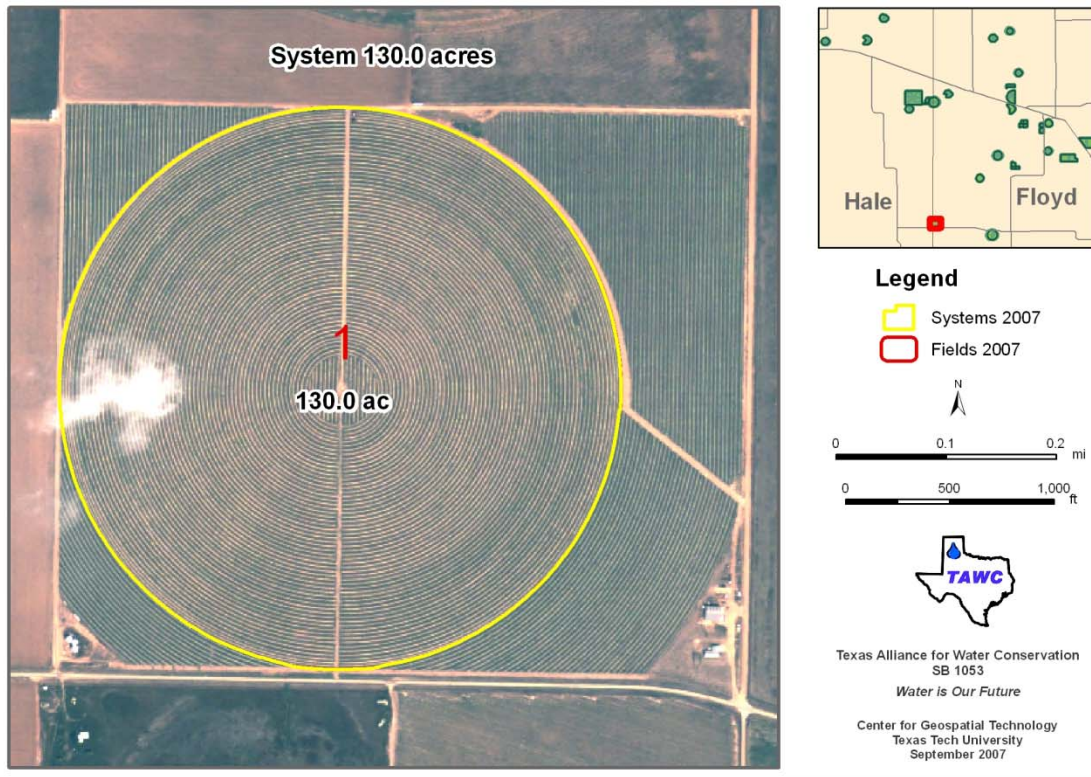 System 130.0 acres
1
130.0 ac
Hale
Floyd
Legend
Systems 2007
Fields 2007
N
0 0.1 0.2
mi
0 500 1,000
ft
TAWC
Texas Alliance for Water Conservation
SB 1053
Water is Our Future
Center for Geospatial Technology
Texas Tech University
September 2007